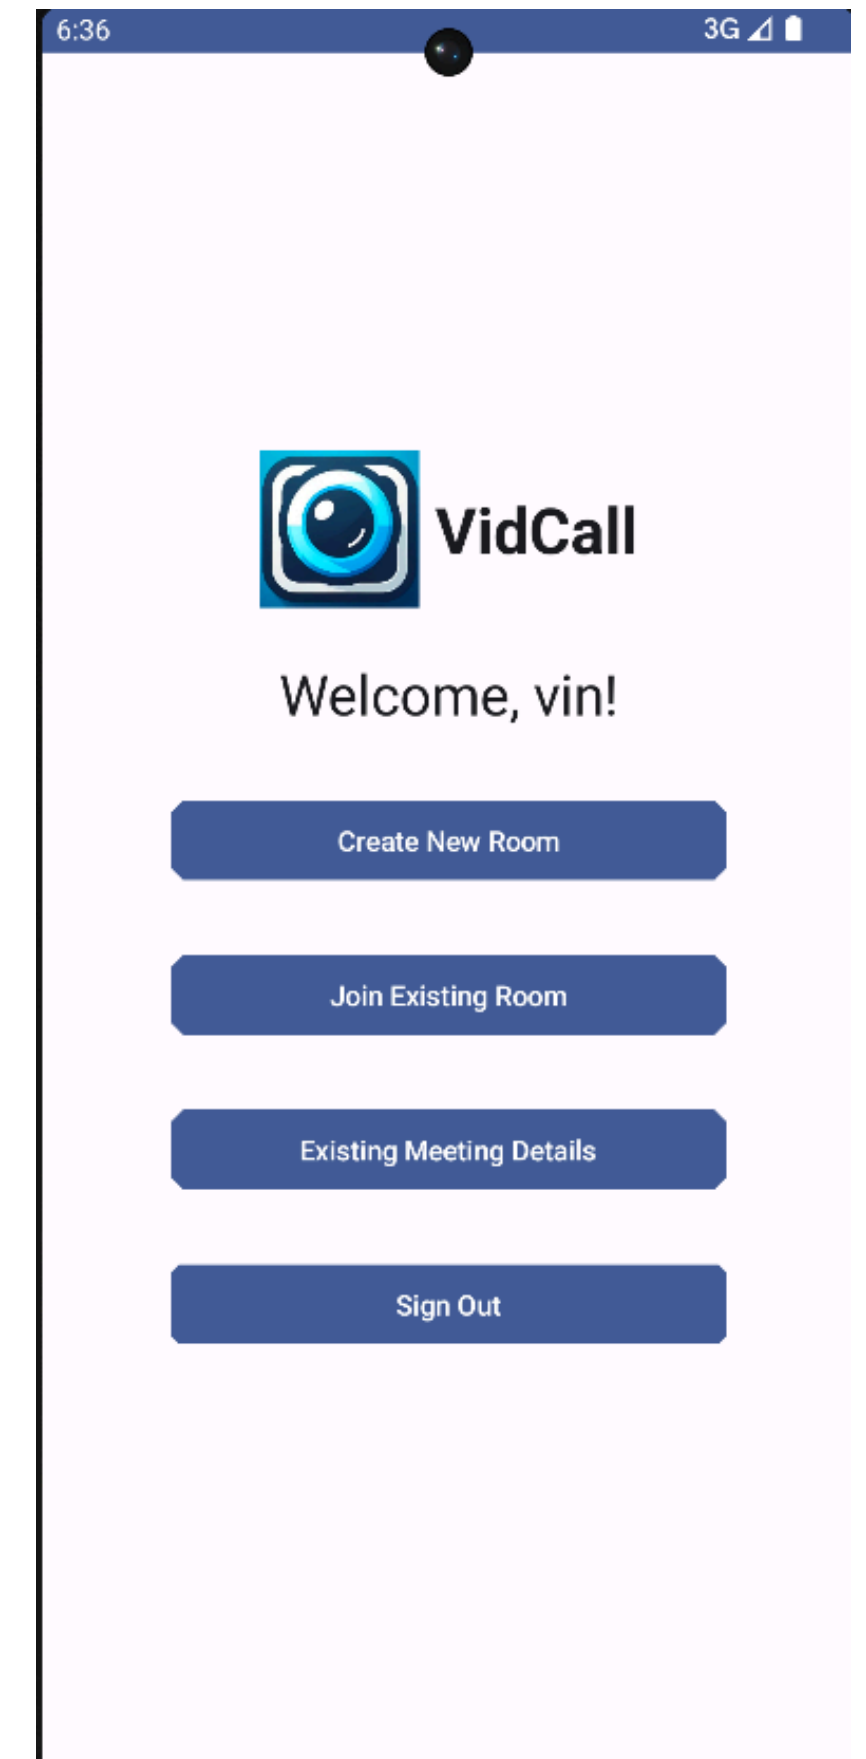 6:36
3G
VidCall
Welcome, vin!
Create New Room
Join Existing Room
Existing Meeting Details
Sign Out